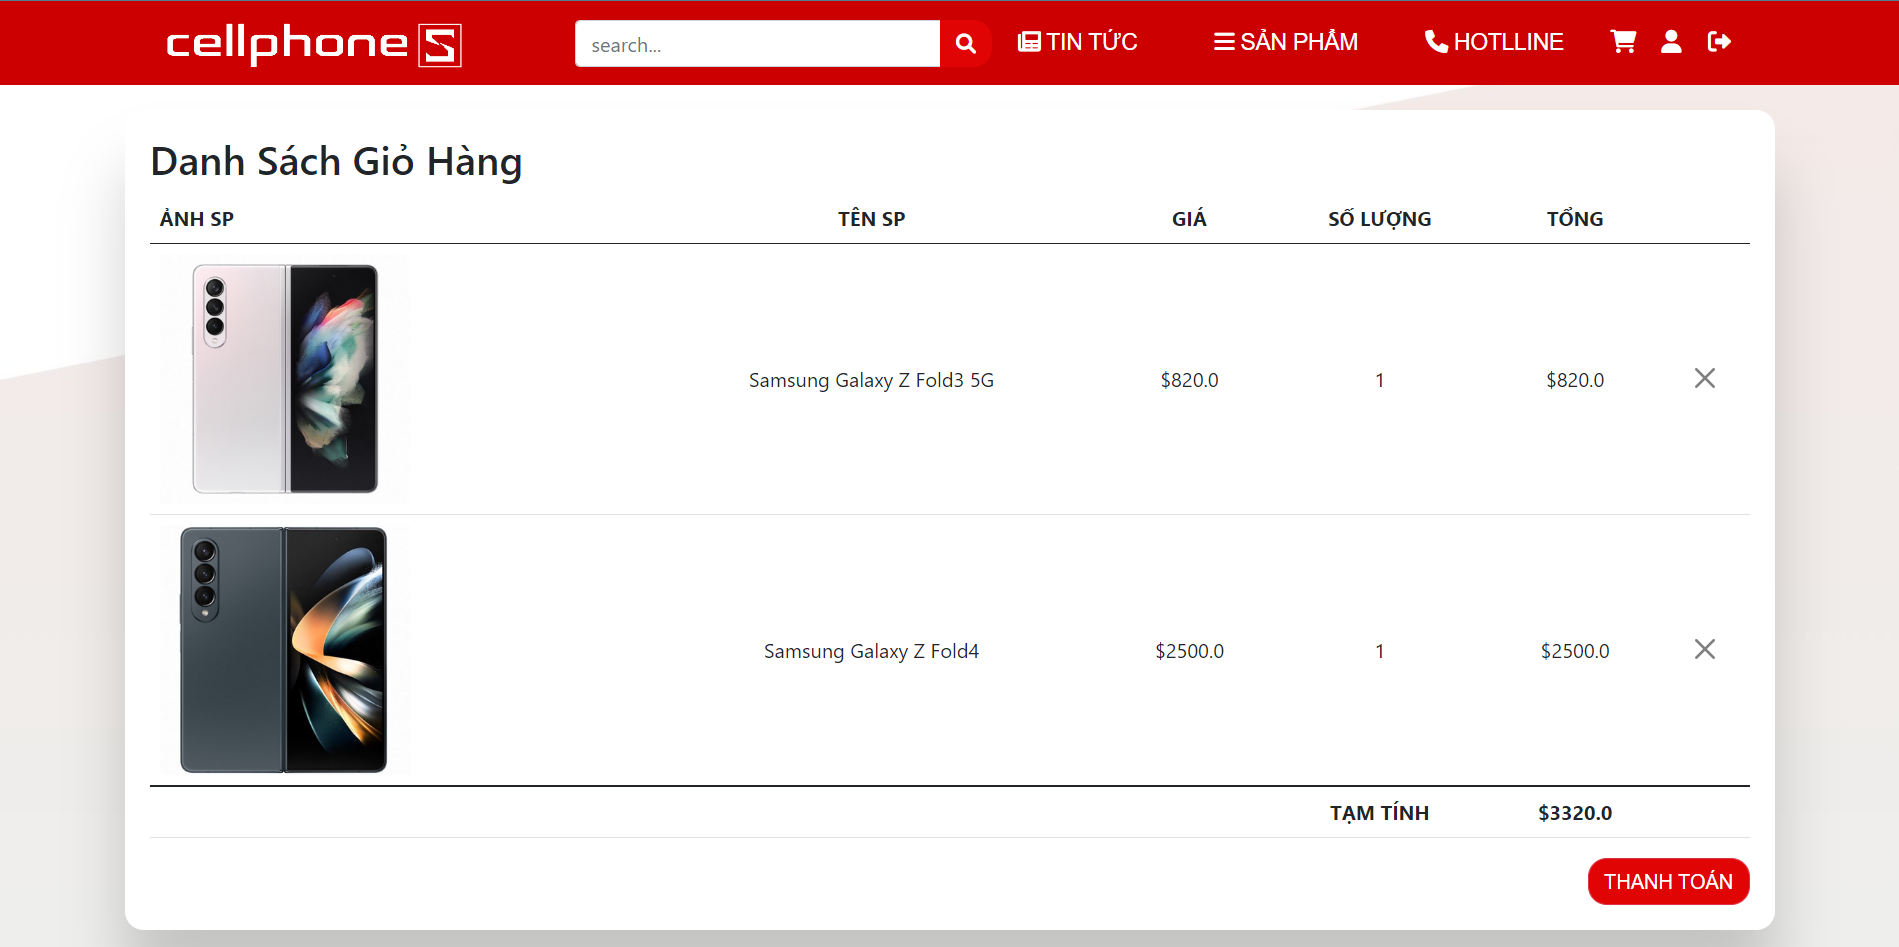 cellphone S
search...
TIN TỨC
SẢN PHẨM
HOTLLINE
Danh Sách Giỏ Hàng
ẢNH SP TÊN SP GIÁ SỐ LƯỢNG TỔNG
Samsung Galaxy Z Fold3 5G $820.0 1 $820.0
Samsung Galaxy Z Fold4 $2500.0 1 $2500.0
TẠM TÍNH $3320.0
THANH TOÁN